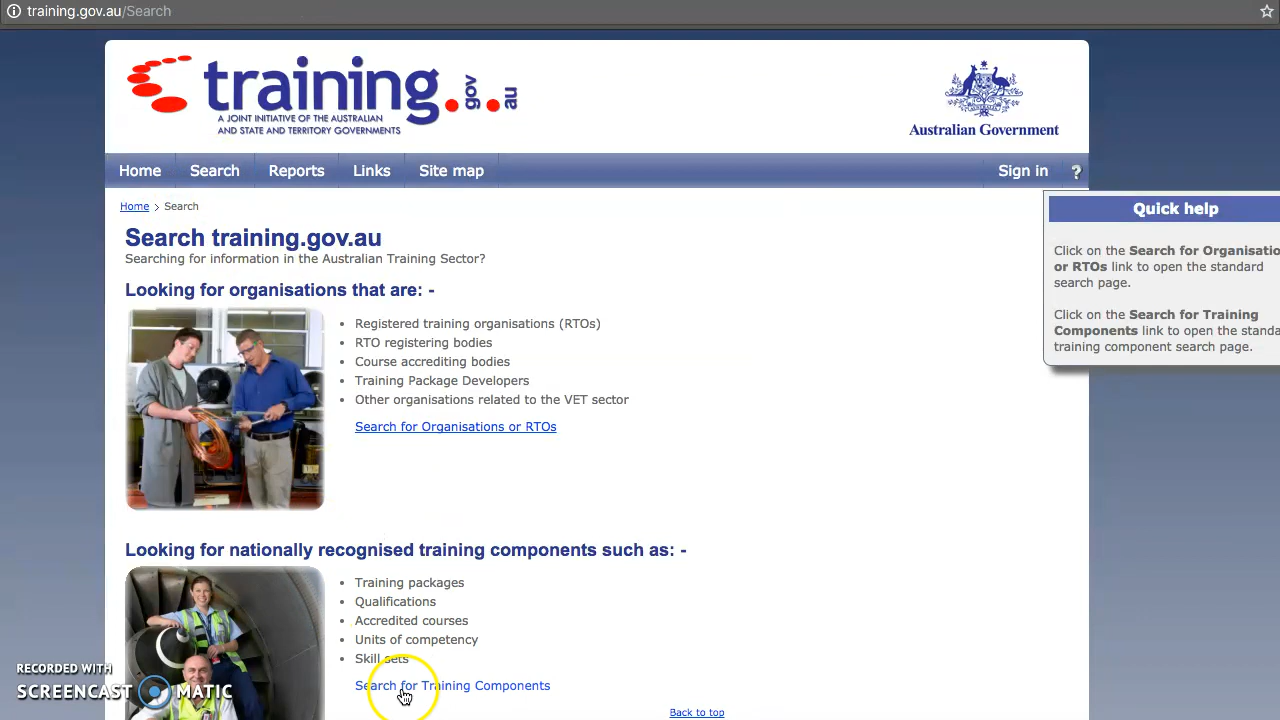 training.gov.au/Search
training.gov.au
A JOINT INITIATIVE OF THE AUSTRALIAN
AND STATE AND TERRITORY GOVERNMENTS
Australian Government
Home
Search
Reports
Links
Site map
Sign in
?
Home > Search
Quick help
Search training.gov.au
Searching for information in the Australian Training Sector?
Click on the Search for Organisatio
or RTOs link to open the standard
search page.
Click on the Search for Training
Components link to open the standa
training component search page.
Looking for organisations that are: -
• Registered training organisations (RTOs)
• RTO registering bodies
• Course accrediting bodies
• Training Package Developers
• Other organisations related to the VET sector
Search for Organisations or RTOs
Looking for nationally recognised training components such as: -
• Training packages
• Qualifications
• Accredited courses
• Units of competency
• Skill sets
Search for Training Components
Back to top
RECORDED WITH
SCREENCAST MATIC